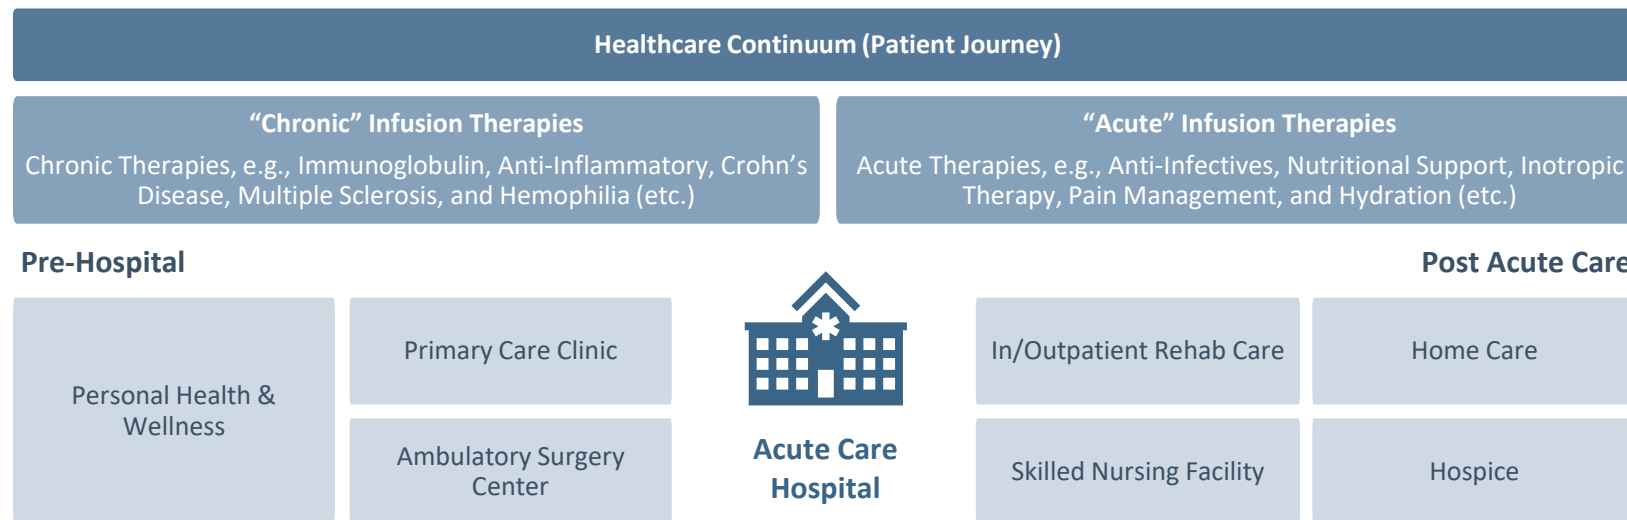 Healthcare Continuum (Patient Journey)
“Chronic” Infusion Therapies
Chronic Therapies, e.g., Immunoglobulin, Anti-Inflammatory, Crohn’s
Disease, Multiple Sclerosis, and Hemophilia (etc.)
“Acute” Infusion Therapies
Acute Therapies, e.g., Anti-Infectives, Nutritional Support, Inotropic
Therapy, Pain Management, and Hydration (etc.)
Pre-Hospital
Post Acute Care
Personal Health &
Wellness
Primary Care Clinic
Ambulatory Surgery
Center
Acute Care
Hospital
In/Outpatient Rehab Care
Home Care
Skilled Nursing Facility
Hospice